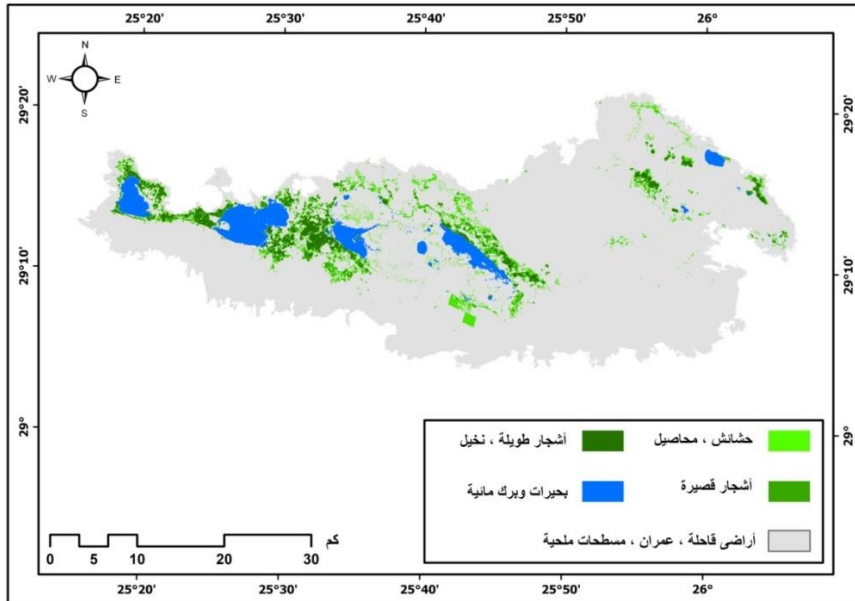 25°20' 25°30' 25°40' 25°50' 26°
N
W E
S
29°20' 29°20'
29°10' 29°10'
29° 29°
حشائش ، محاصيل أشجار طويلة ، نخيل
أشجار قصيرة بحيرات وبرك مائية
أراضى قاحلة ، عمران ، مسطحات ملحية
كم
0 5 10 20 30
25°20' 25°30' 25°40' 25°50' 26°